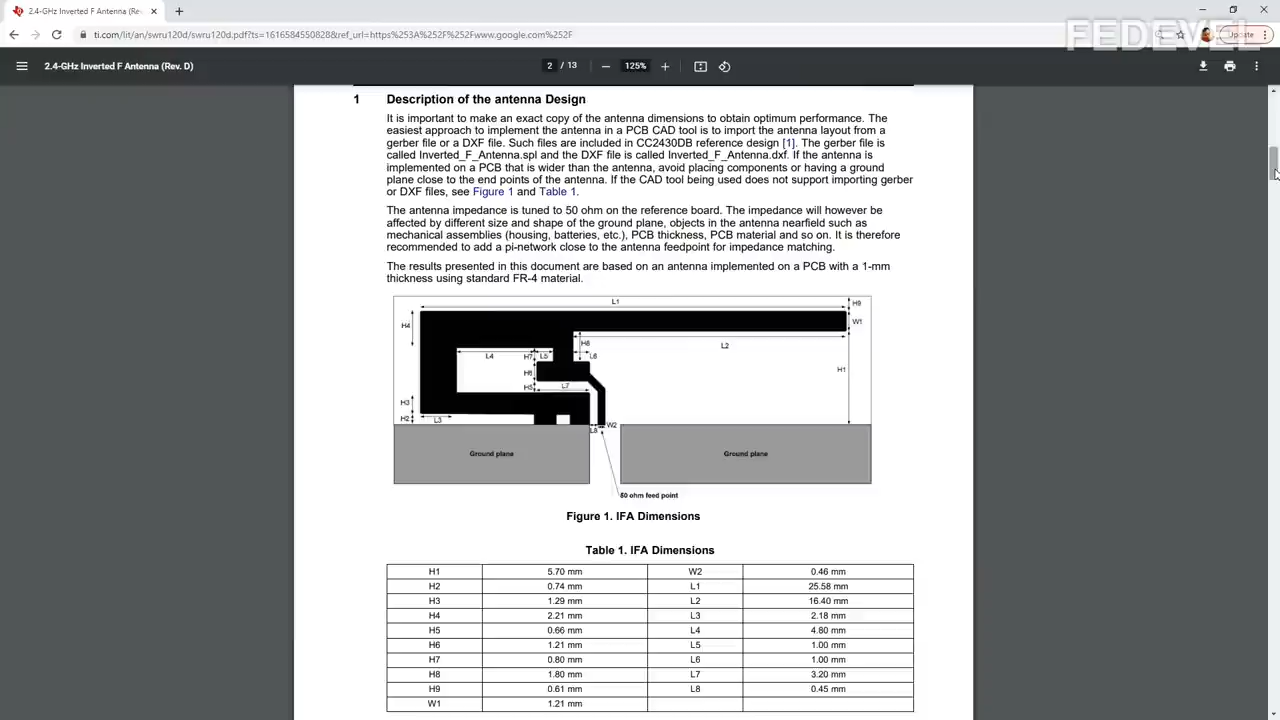 2.4-GHz Inverted F Antenna (Rev. D
FEDEVEL
ti.com/lit/an/swru120d/swru120d.pdf?ts=1616584550828&ref_url=https%253A%252F%252Fwww.google.com%252F
Update
2.4-GHz Inverted F Antenna (Rev. D)
2 / 13
125%
1 Description of the antenna Design
It is important to make an exact copy of the antenna dimensions to obtain optimum performance. The
easiest approach to implement the antenna in a PCB CAD tool is to import the antenna layout from a
gerber file or a DXF file. Such files are included in CC2430DB reference design [1]. The gerber file is
called Inverted_F_Antenna.spl and the DXF file is called Inverted_F_Antenna.dxf. If the antenna is
implemented on a PCB that is wider than the antenna, avoid placing components or having a ground
plane close to the end points of the antenna. If the CAD tool being used does not support importing gerber
or DXF files, see Figure 1 and Table 1.
The antenna impedance is tuned to 50 ohm on the reference board. The impedance will however be
affected by different size and shape of the ground plane, objects in the antenna nearfield such as
mechanical assemblies (housing, batteries, etc.), PCB thickness, PCB material and so on. It is therefore
recommended to add a pi-network close to the antenna feedpoint for impedance matching.
The results presented in this document are based on an antenna implemented on a PCB with a 1-mm
thickness using standard FR-4 material.
L1
H9
H4
W1
H8
L2
L4
H7
L5
L6
H6
H1
H5
L7
H3
H2
L3
L8
W2
Ground plane
Ground plane
50 ohm feed point
Figure 1. IFA Dimensions
Table 1. IFA Dimensions
H1 5.70 mm W2 0.46 mm
H2 0.74 mm L1 25.58 mm
H3 1.29 mm L2 16.40 mm
H4 2.21 mm L3 2.18 mm
H5 0.66 mm L4 4.80 mm
H6 1.21 mm L5 1.00 mm
H7 0.80 mm L6 1.00 mm
H8 1.80 mm L7 3.20 mm
H9 0.61 mm L8 0.45 mm
W1 1.21 mm